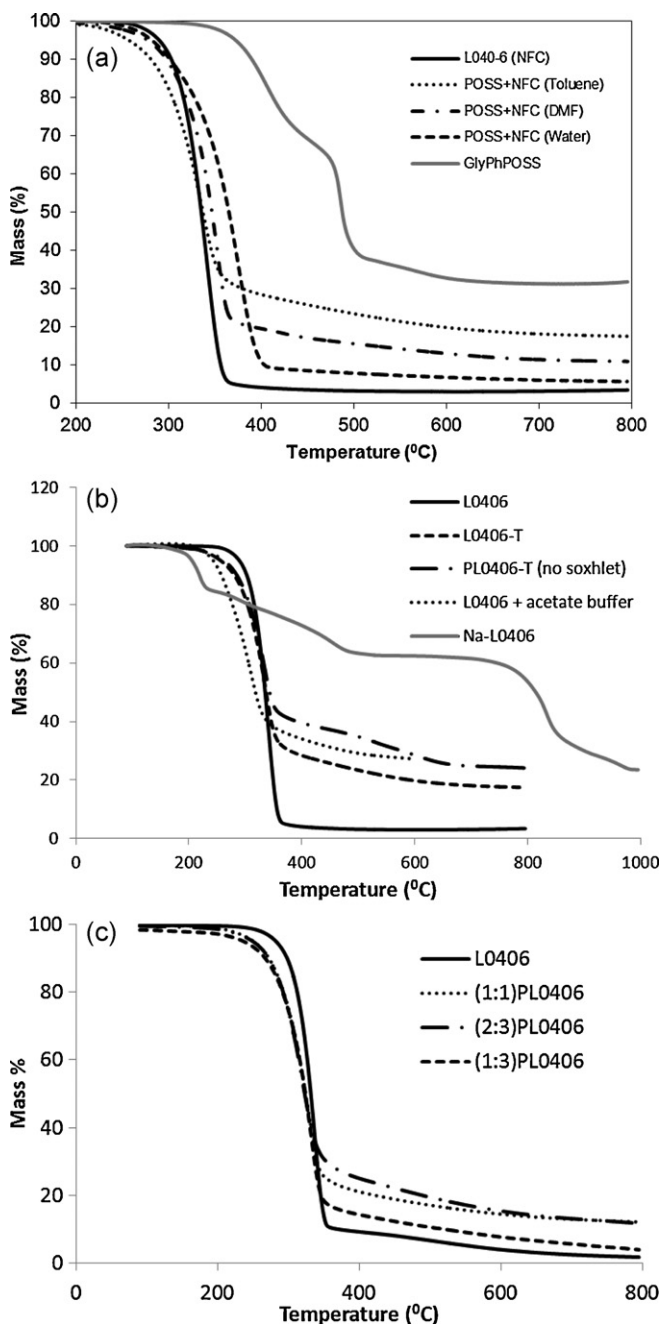 (a)
100
90
80
70
60
50
40
30
20
10
0
Mass (%)
L040-6 (NFC)
POSS+NFC (Toluene)
POSS+NFC (DMF)
POSS+NFC (Water)
GlyPhPOSS
200 300 400 500 600 700 800
Temperature (⁰C)
(b)
120
100
80
60
40
20
0
Mass (%)
L0406
L0406-T
PL0406-T (no soxhlet)
L0406 + acetate buffer
Na-L0406
0 200 400 600 800 1000
Temperature (⁰C)
(c)
100
80
60
40
20
0
Mass %
L0406
(1:1)PL0406
(2:3)PL0406
(1:3)PL0406
0 200 400 600 800
Temperature (⁰C)